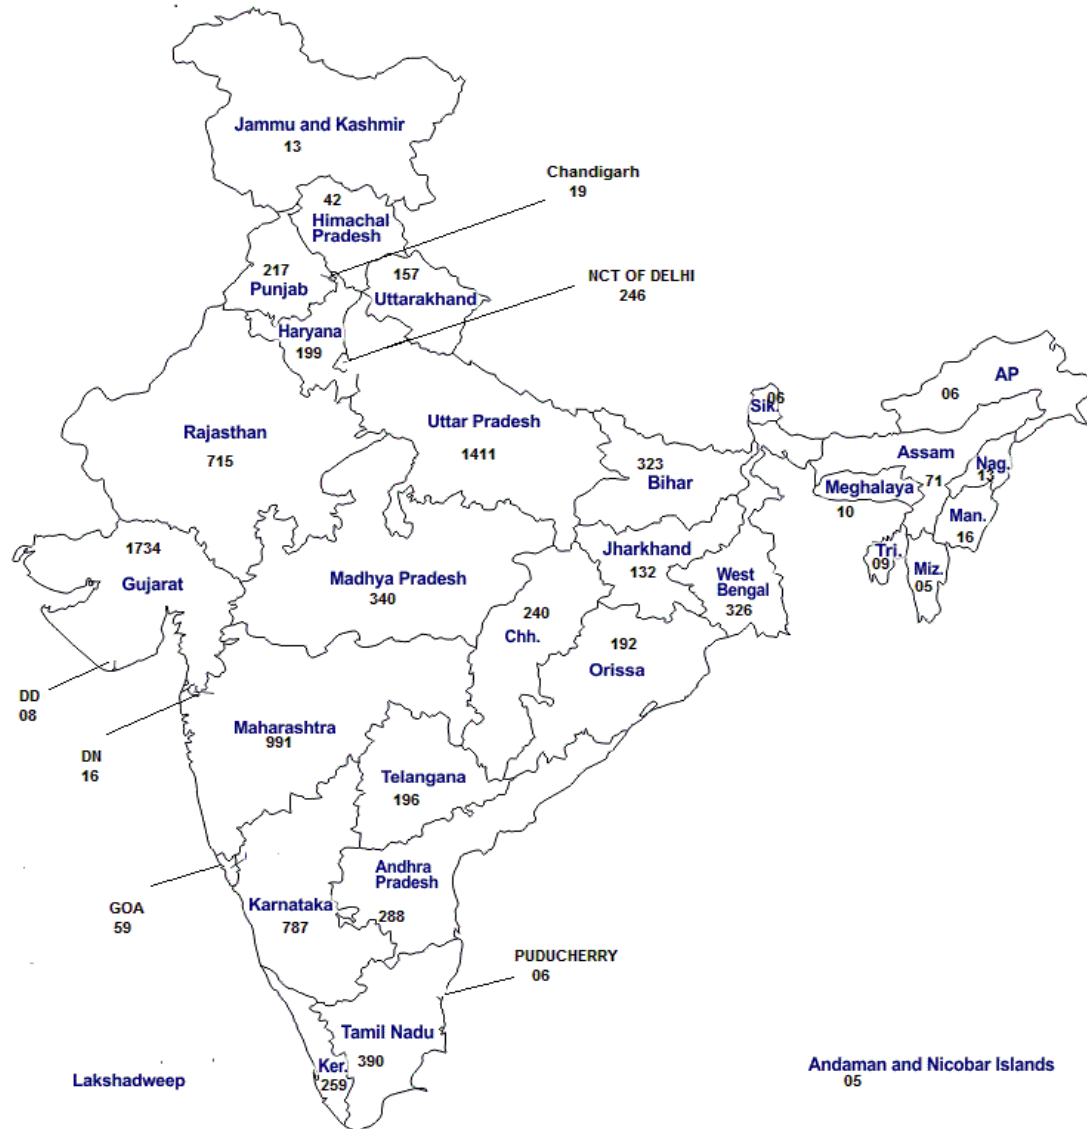 Jammu and Kashmir
13
Chandigarh
19
42
Himachal
Pradesh
217
Punjab
157
Uttarakhand
NCT OF DELHI
246
Haryana
199
AP
06
Sik.
06
Rajasthan
715
Uttar Pradesh
1411
323
Bihar
Assam
71
Nag.
13
Meghalaya
10
Man.
16
Tri.
09
Miz.
05
1734
Gujarat
Madhya Pradesh
340
Jharkhand
132
West
Bengal
326
240
Chh.
192
Orissa
DD
08
DN
16
Maharashtra
991
Telangana
196
GOA
59
Karnataka
787
Andhra
Pradesh
288
PUDUCHERRY
06
Tamil Nadu
390
Ker.
259
Lakshadweep
Andaman and Nicobar Islands
05